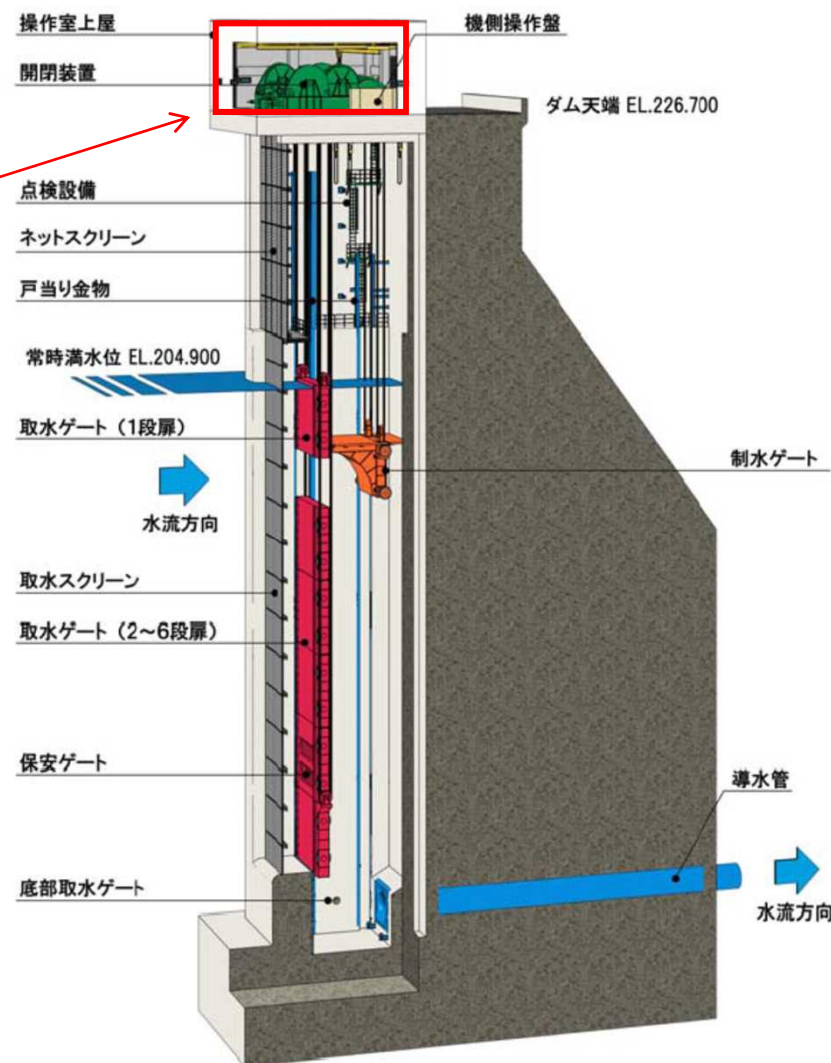 操作室上屋
機側操作盤
開閉装置
ダム天端 EL.226.700
点検設備
ネットスクリーン
戸当り金物
常時満水位 EL.204.900
取水ゲート（1段扉）
制水ゲート
水流方向
取水スクリーン
取水ゲート（2～6段扉）
保安ゲート
導水管
底部取水ゲート
水流方向